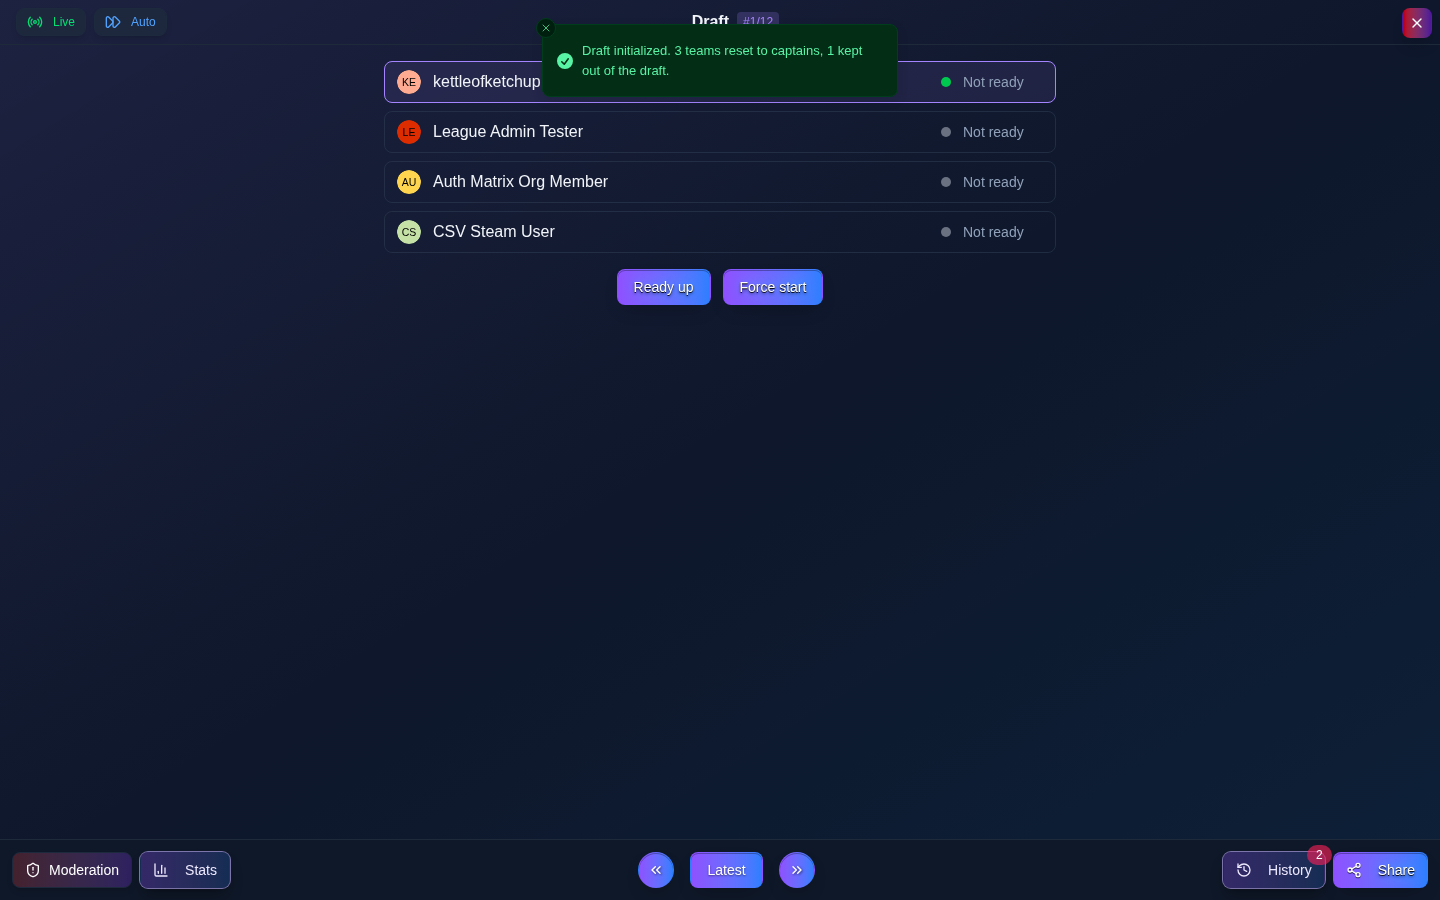 Live
Auto
Draft #1/12
Draft initialized. 3 teams reset to captains, 1 kept
out of the draft.
KE kettleofketchup Not ready
LE League Admin Tester Not ready
AU Auth Matrix Org Member Not ready
CS CSV Steam User Not ready
Ready up
Force start
Moderation
Stats
Latest
History 2
Share